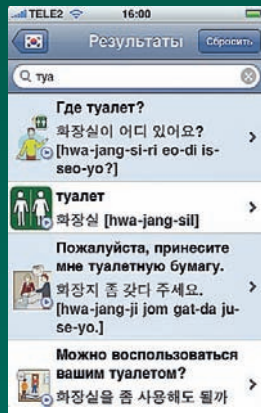 TELE2 16:00
Результаты Сбросить
туа
Где туалет?
화장실이 어디 있어요?
[hwa-jang-si-ri eo-di is-
seo-yo?]
туалет
화장실 [hwa-jang-sil]
Пожалуйста, принесите
мне туалетную бумагу.
화장지 좀 갖다 주세요.
[hwa-jang-ji jom gat-da ju-
se-yo.]
Можно воспользоваться
вашим туалетом?
화장실을 좀 사용해도 될까